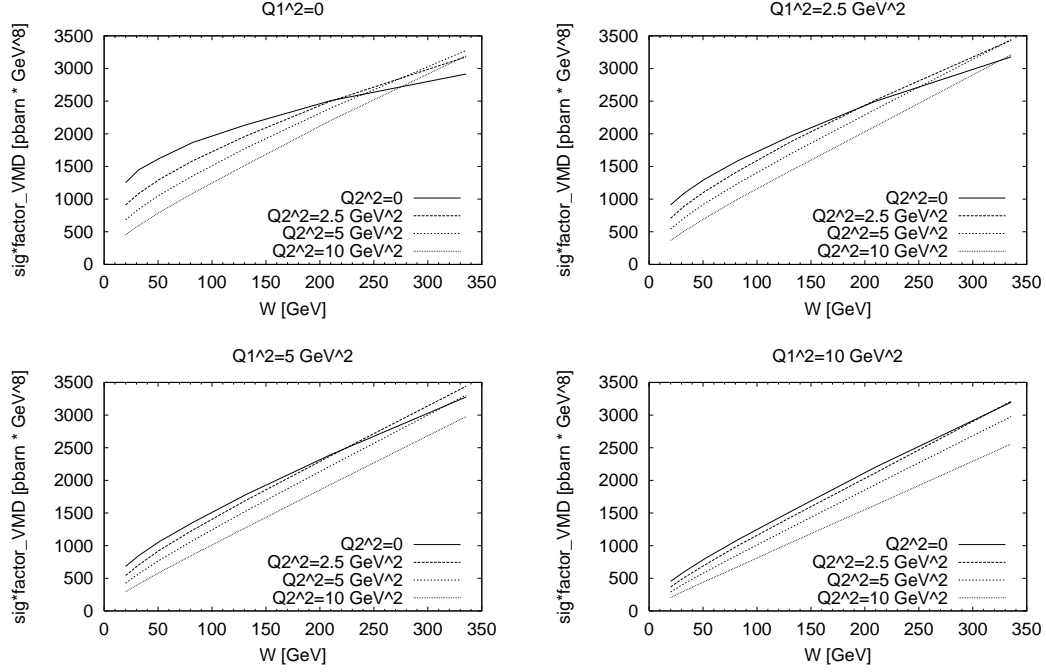 Q1^2=0
sig*factor_VMD [pbarn * GeV^8]
3500
3000
2500
2000
1500
1000
500
0
0 50 100 150 200 250 300 350
W [GeV]
Q2^2=0
Q2^2=2.5 GeV^2
Q2^2=5 GeV^2
Q2^2=10 GeV^2
Q1^2=2.5 GeV^2
sig*factor_VMD [pbarn * GeV^8]
3500
3000
2500
2000
1500
1000
500
0
0 50 100 150 200 250 300 350
W [GeV]
Q2^2=0
Q2^2=2.5 GeV^2
Q2^2=5 GeV^2
Q2^2=10 GeV^2
Q1^2=5 GeV^2
sig*factor_VMD [pbarn * GeV^8]
3500
3000
2500
2000
1500
1000
500
0
0 50 100 150 200 250 300 350
W [GeV]
Q2^2=0
Q2^2=2.5 GeV^2
Q2^2=5 GeV^2
Q2^2=10 GeV^2
Q1^2=10 GeV^2
sig*factor_VMD [pbarn * GeV^8]
3500
3000
2500
2000
1500
1000
500
0
0 50 100 150 200 250 300 350
W [GeV]
Q2^2=0
Q2^2=2.5 GeV^2
Q2^2=5 GeV^2
Q2^2=10 GeV^2